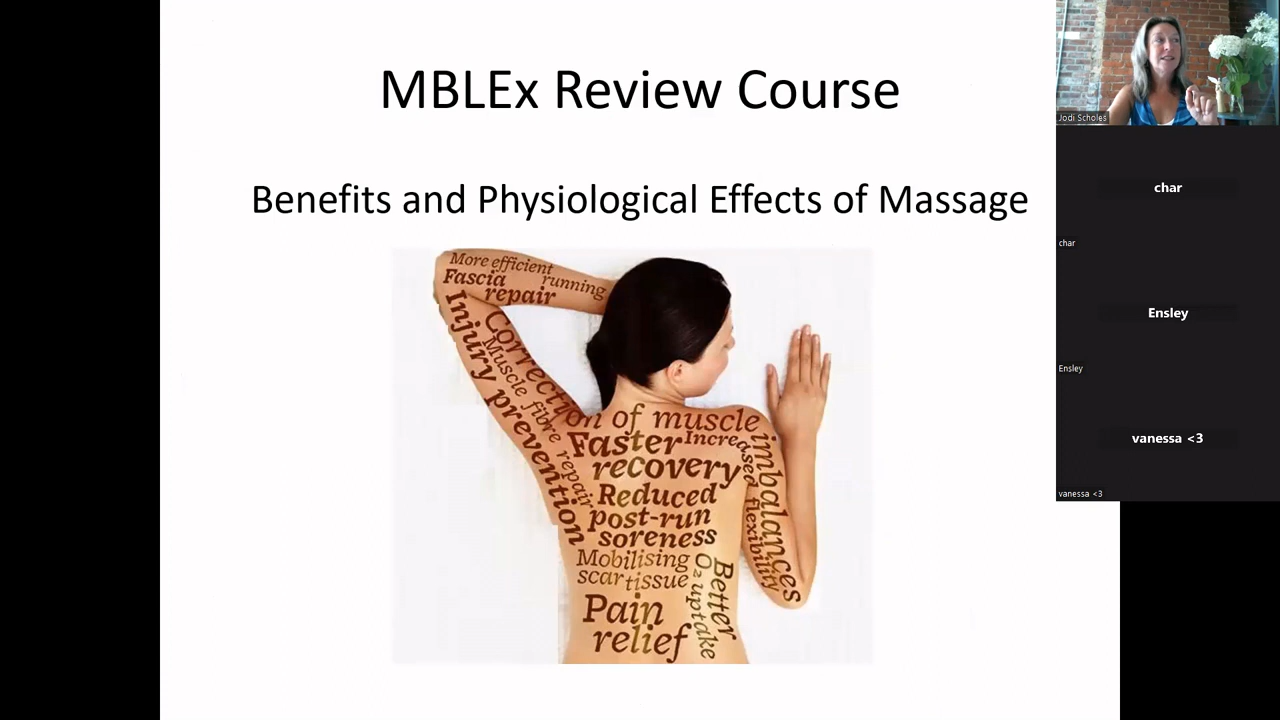 MBLEx Review Course
Benefits and Physiological Effects of Massage
More efficient
running
Fascia
repair
Injury prevention
Correction of muscle
imbalances
Muscle fibre repair
Faster
recovery
Increased flexibility
Reduced
post-run
soreness
Mobilising
scar tissue
Better
O₂ uptake
Pain
relief
Jodi Scholes
char
char
Ensley
Ensley
vanessa <3
vanessa <3